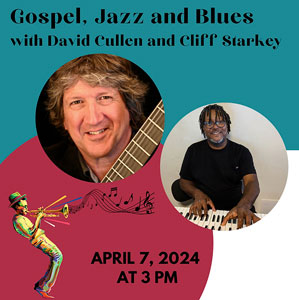 Gospel, Jazz and Blues
with David Cullen and Cliff Starkey
APRIL 7, 2024
AT 3 PM